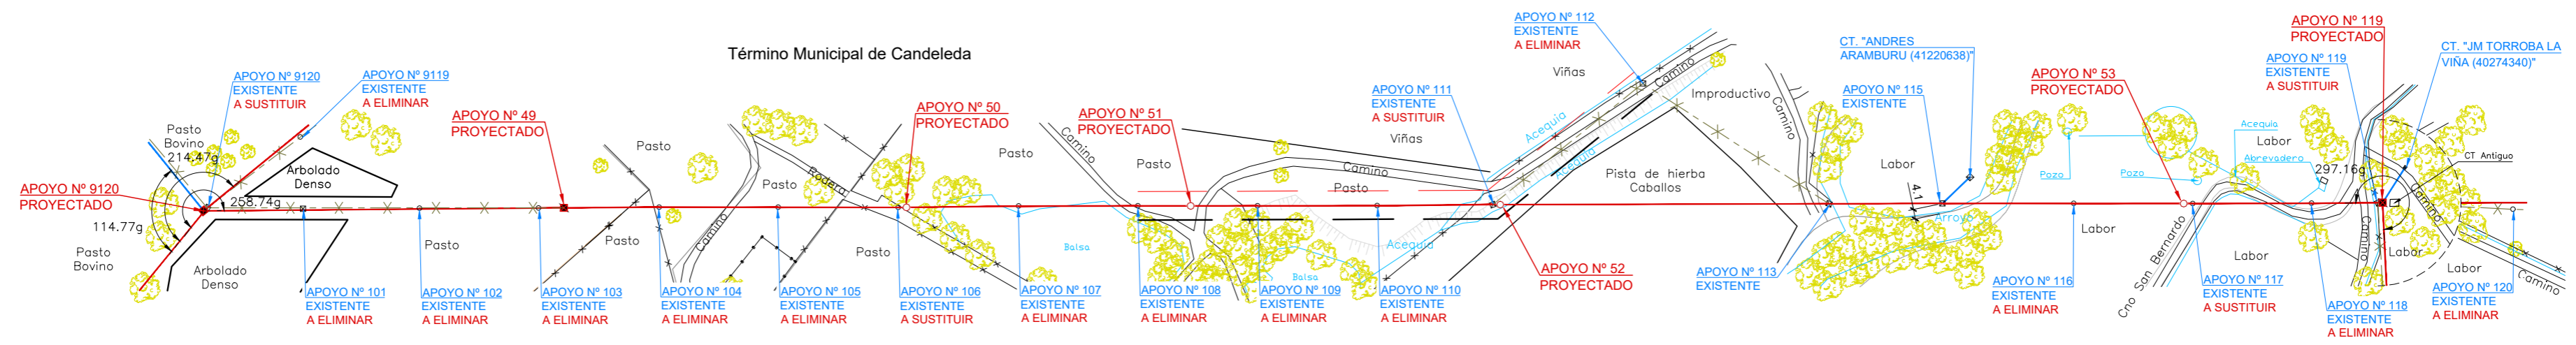 Término Municipal de Candeleda
APOYO Nº 9120
EXISTENTE
A SUSTITUIR
APOYO Nº 9119
EXISTENTE
A ELIMINAR
Pasto
Bovino
214.47g
Arbolado
Denso
APOYO Nº 9120
PROYECTADO
258.74g
114.77g
Pasto
Bovino
Arbolado
Denso
APOYO Nº 101
EXISTENTE
A ELIMINAR
Pasto
APOYO Nº 102
EXISTENTE
A ELIMINAR
APOYO Nº 49
PROYECTADO
APOYO Nº 103
EXISTENTE
A ELIMINAR
Pasto
Pasto
APOYO Nº 104
EXISTENTE
A ELIMINAR
Camino
Pasto
Rodera
APOYO Nº 105
EXISTENTE
A ELIMINAR
Pasto
APOYO Nº 50
PROYECTADO
APOYO Nº 106
EXISTENTE
A SUSTITUIR
Pasto
Camino
Balsa
APOYO Nº 107
EXISTENTE
A ELIMINAR
APOYO Nº 51
PROYECTADO
Pasto
APOYO Nº 108
EXISTENTE
A ELIMINAR
Camino
Pasto
Balsa
APOYO Nº 109
EXISTENTE
A ELIMINAR
Acequia
APOYO Nº 110
EXISTENTE
A ELIMINAR
Viñas
APOYO Nº 111
EXISTENTE
A SUSTITUIR
APOYO Nº 112
EXISTENTE
A ELIMINAR
Viñas
Acequia
Acequia
Camino
APOYO Nº 52
PROYECTADO
Improductivo
Pista de hierba
Caballos
Camino
APOYO Nº 113
EXISTENTE
CT. "ANDRES
ARAMBURU (41220638)"
APOYO Nº 115
EXISTENTE
Labor
4.1
Arroyo
APOYO Nº 53
PROYECTADO
Pozo
Labor
APOYO Nº 116
EXISTENTE
A ELIMINAR
Pozo
Cno San Bernardo
Acequia
Labor
Abrevadero
Labor
APOYO Nº 117
EXISTENTE
A SUSTITUIR
APOYO Nº 119
PROYECTADO
APOYO Nº 119
EXISTENTE
A SUSTITUIR
CT. "JM TORROBA LA
VIÑA (40274340)"
297.16g
CT Antiguo
Camino
Camino
Labor
APOYO Nº 118
EXISTENTE
A ELIMINAR
Labor
APOYO Nº 120
EXISTENTE
A ELIMINAR
Camino